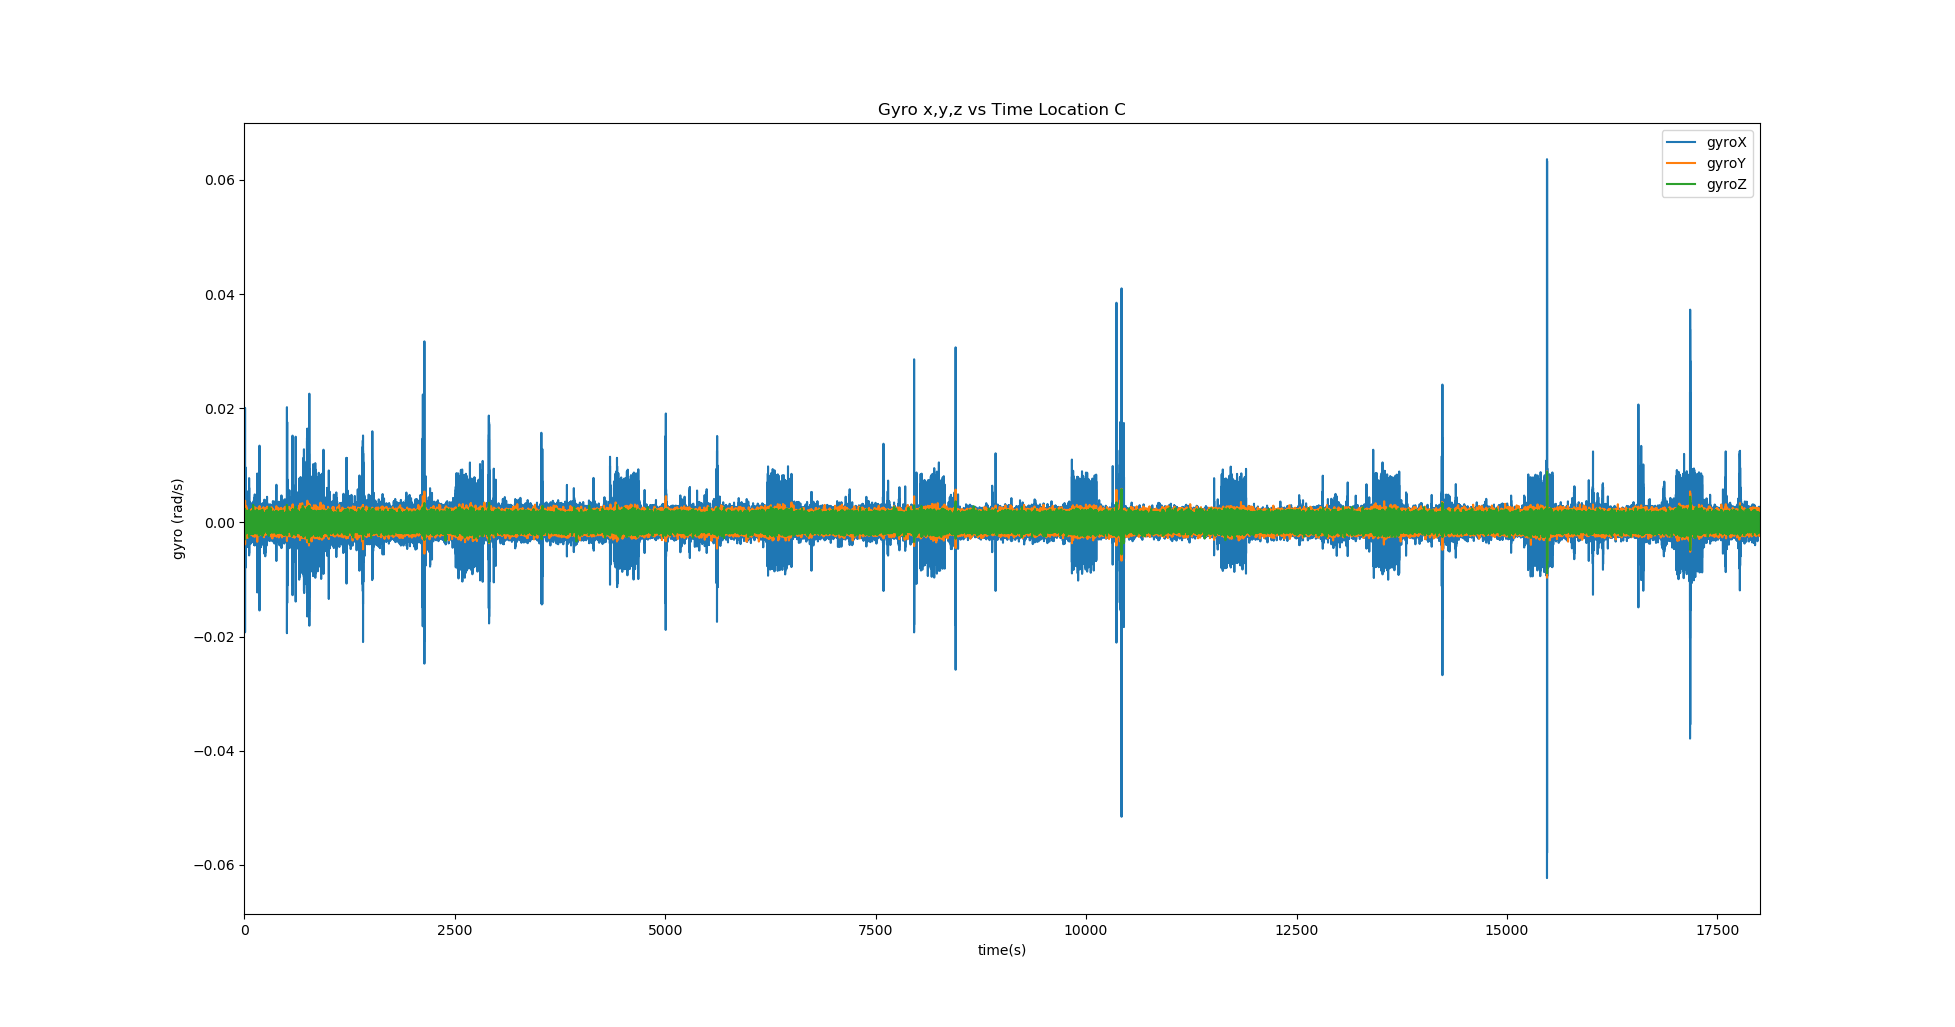 Gyro x,y,z vs Time Location C
gyroX
gyroY
gyroZ
gyro (rad/s)
0.06
0.04
0.02
0.00
−0.02
−0.04
−0.06
0 2500 5000 7500 10000 12500 15000 17500
time(s)